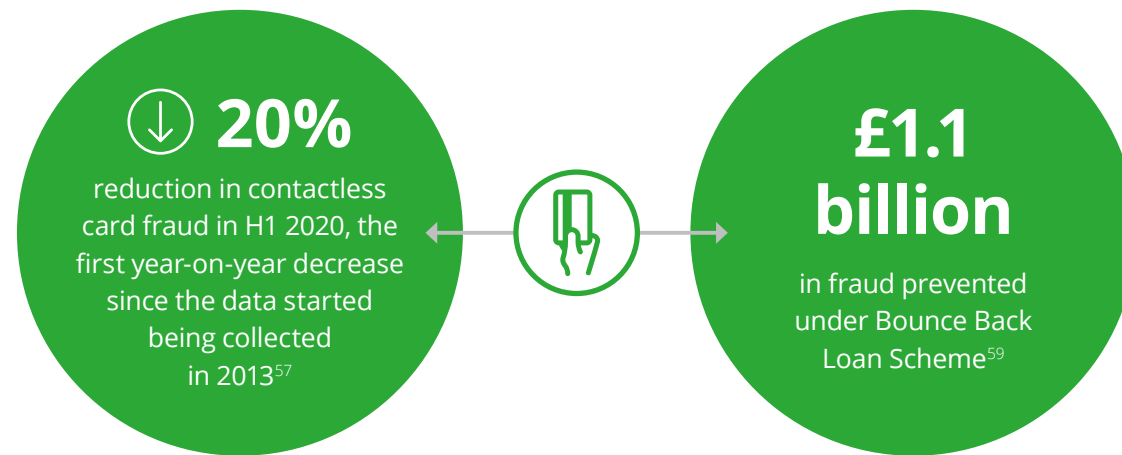 20%
reduction in contactless
card fraud in H1 2020, the
first year-on-year decrease
since the data started
being collected
in 201357
£1.1
billion
in fraud prevented
under Bounce Back
Loan Scheme59